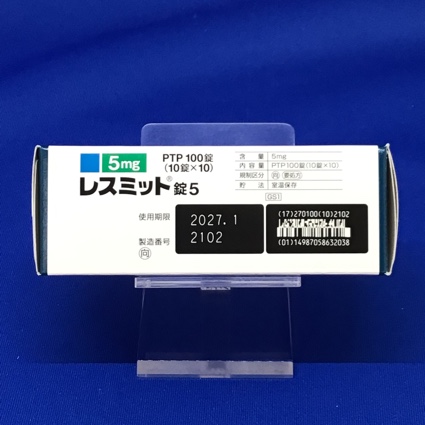 5mg
PTP 100錠
(10錠×10)
レスミット®錠5
含量 5mg
内容量 PTP100錠(10錠×10)
規制区分 向 要処方
貯法 室温保存
GS1
使用期限 2027.1
製造番号 2102
向
(17)270100(10)2102
(01)14987058632038